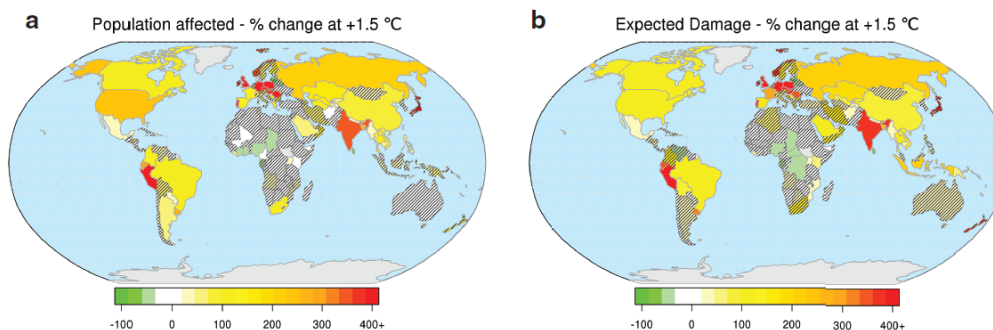 a Population affected - % change at +1.5 ℃
-100 0 100 200 300 400+
b Expected Damage - % change at +1.5 ℃
-100 0 100 200 300 400+